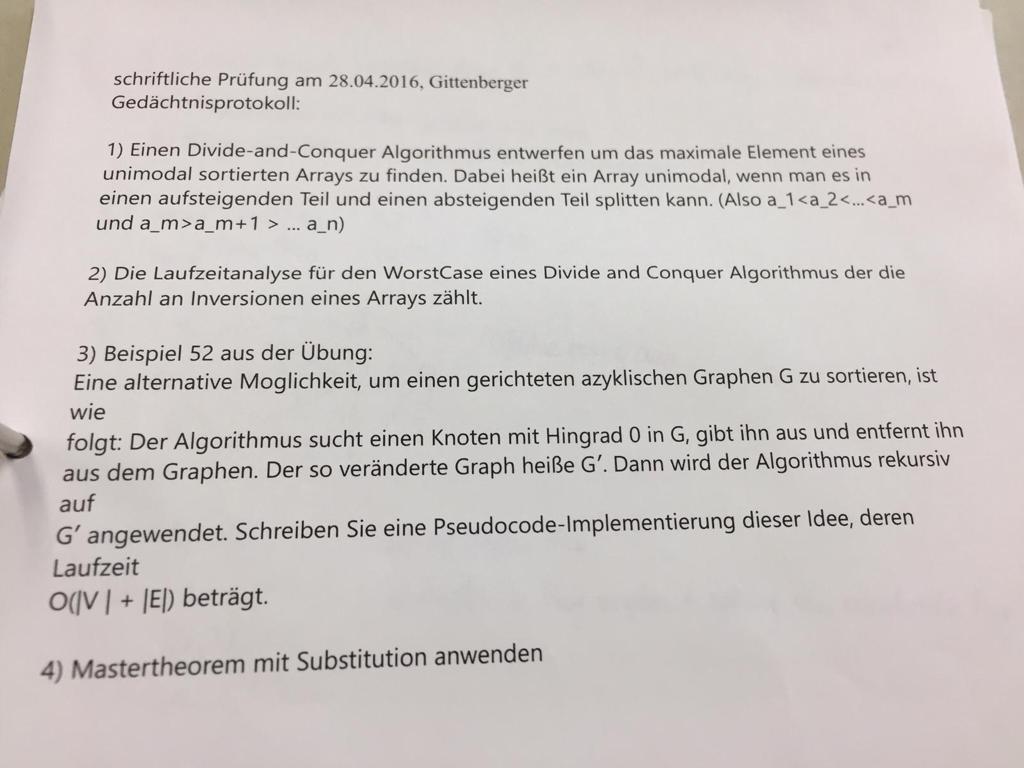 schriftliche Prüfung am 28.04.2016, Gittenberger
Gedächtnisprotokoll:
1) Einen Divide-and-Conquer Algorithmus entwerfen um das maximale Element eines
unimodal sortierten Arrays zu finden. Dabei heißt ein Array unimodal, wenn man es in
einen aufsteigenden Teil und einen absteigenden Teil splitten kann. (Also a_1<a_2<...<a_m
und a_m>a_m+1 > ... a_n)
2) Die Laufzeitanalyse für den WorstCase eines Divide and Conquer Algorithmus der die
Anzahl an Inversionen eines Arrays zählt.
3) Beispiel 52 aus der Übung:
Eine alternative Moglichkeit, um einen gerichteten azyklischen Graphen G zu sortieren, ist
wie
folgt: Der Algorithmus sucht einen Knoten mit Hingrad 0 in G, gibt ihn aus und entfernt ihn
aus dem Graphen. Der so veränderte Graph heiße G′. Dann wird der Algorithmus rekursiv
auf
G′ angewendet. Schreiben Sie eine Pseudocode-Implementierung dieser Idee, deren
Laufzeit
O(|V | + |E|) beträgt.
4) Mastertheorem mit Substitution anwenden